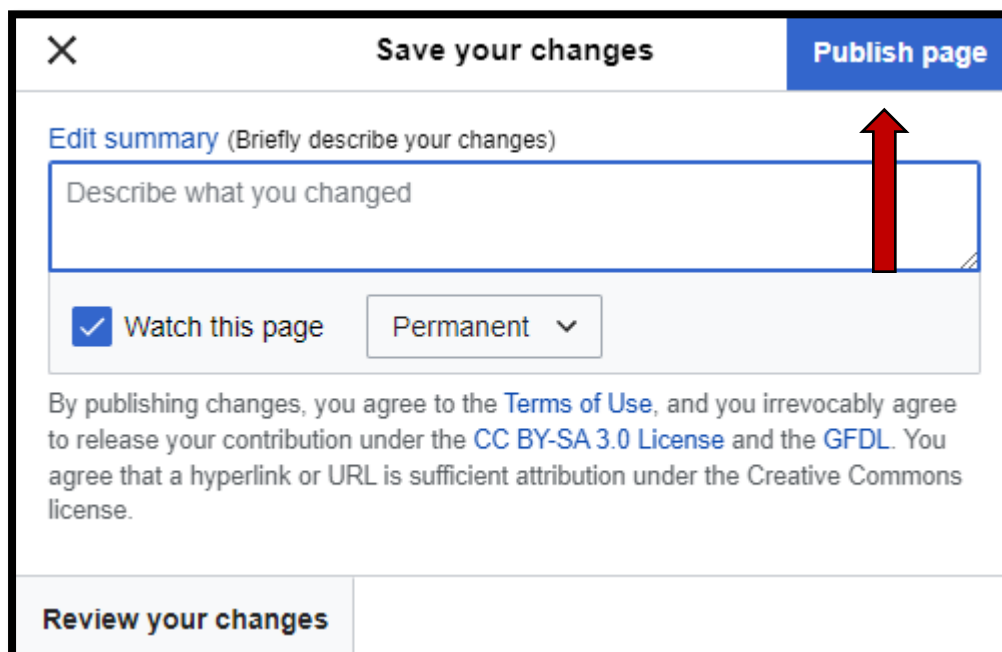 Save your changes
Publish page
Edit summary (Briefly describe your changes)
Describe what you changed
Watch this page
Permanent
By publishing changes, you agree to the Terms of Use, and you irrevocably agree
to release your contribution under the CC BY-SA 3.0 License and the GFDL. You
agree that a hyperlink or URL is sufficient attribution under the Creative Commons
license.
Review your changes